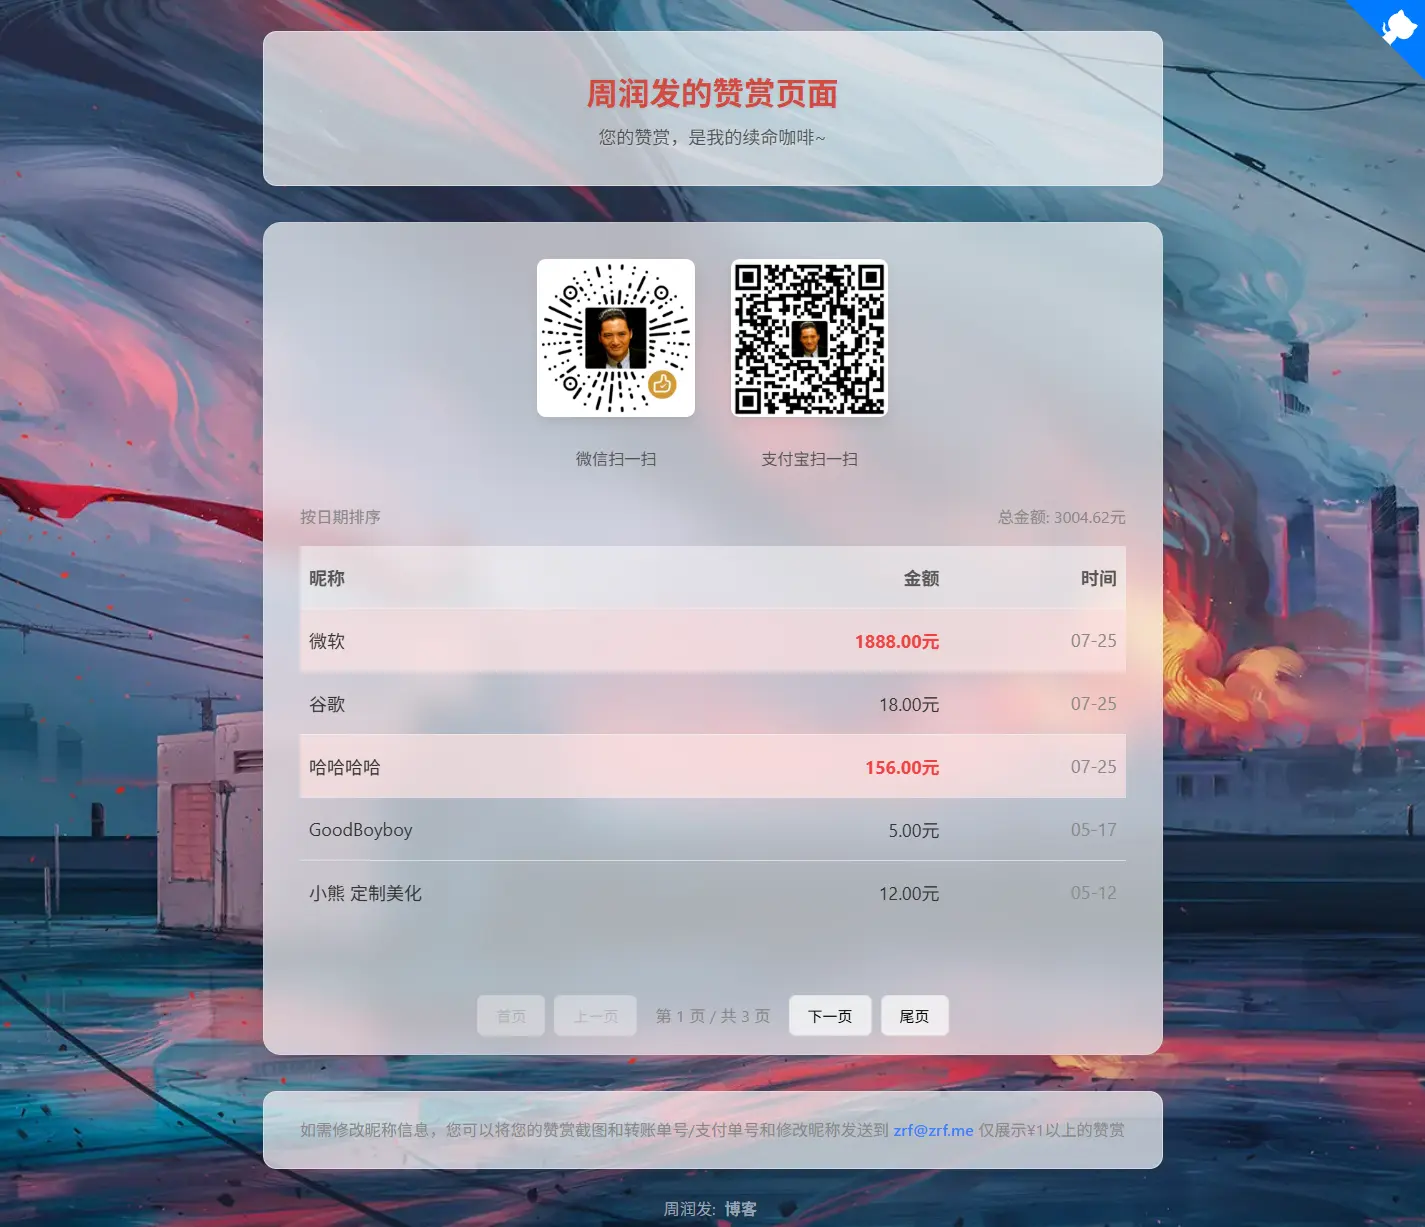 周润发的赞赏页面
您的赞赏，是我的续命咖啡~
微信扫一扫 支付宝扫一扫
按日期排序 总金额: 3004.62元
昵称 金额 时间
微软 1888.00元 07-25
谷歌 18.00元 07-25
哈哈哈哈 156.00元 07-25
GoodBoyboy 5.00元 05-17
小熊 定制美化 12.00元 05-12
首页 上一页 第 1 页 / 共 3 页 下一页 尾页
如需修改昵称信息，您可以将您的赞赏截图和转账单号/支付单号和修改昵称发送到 zrf@zrf.me 仅展示¥1以上的赞赏
周润发: 博客